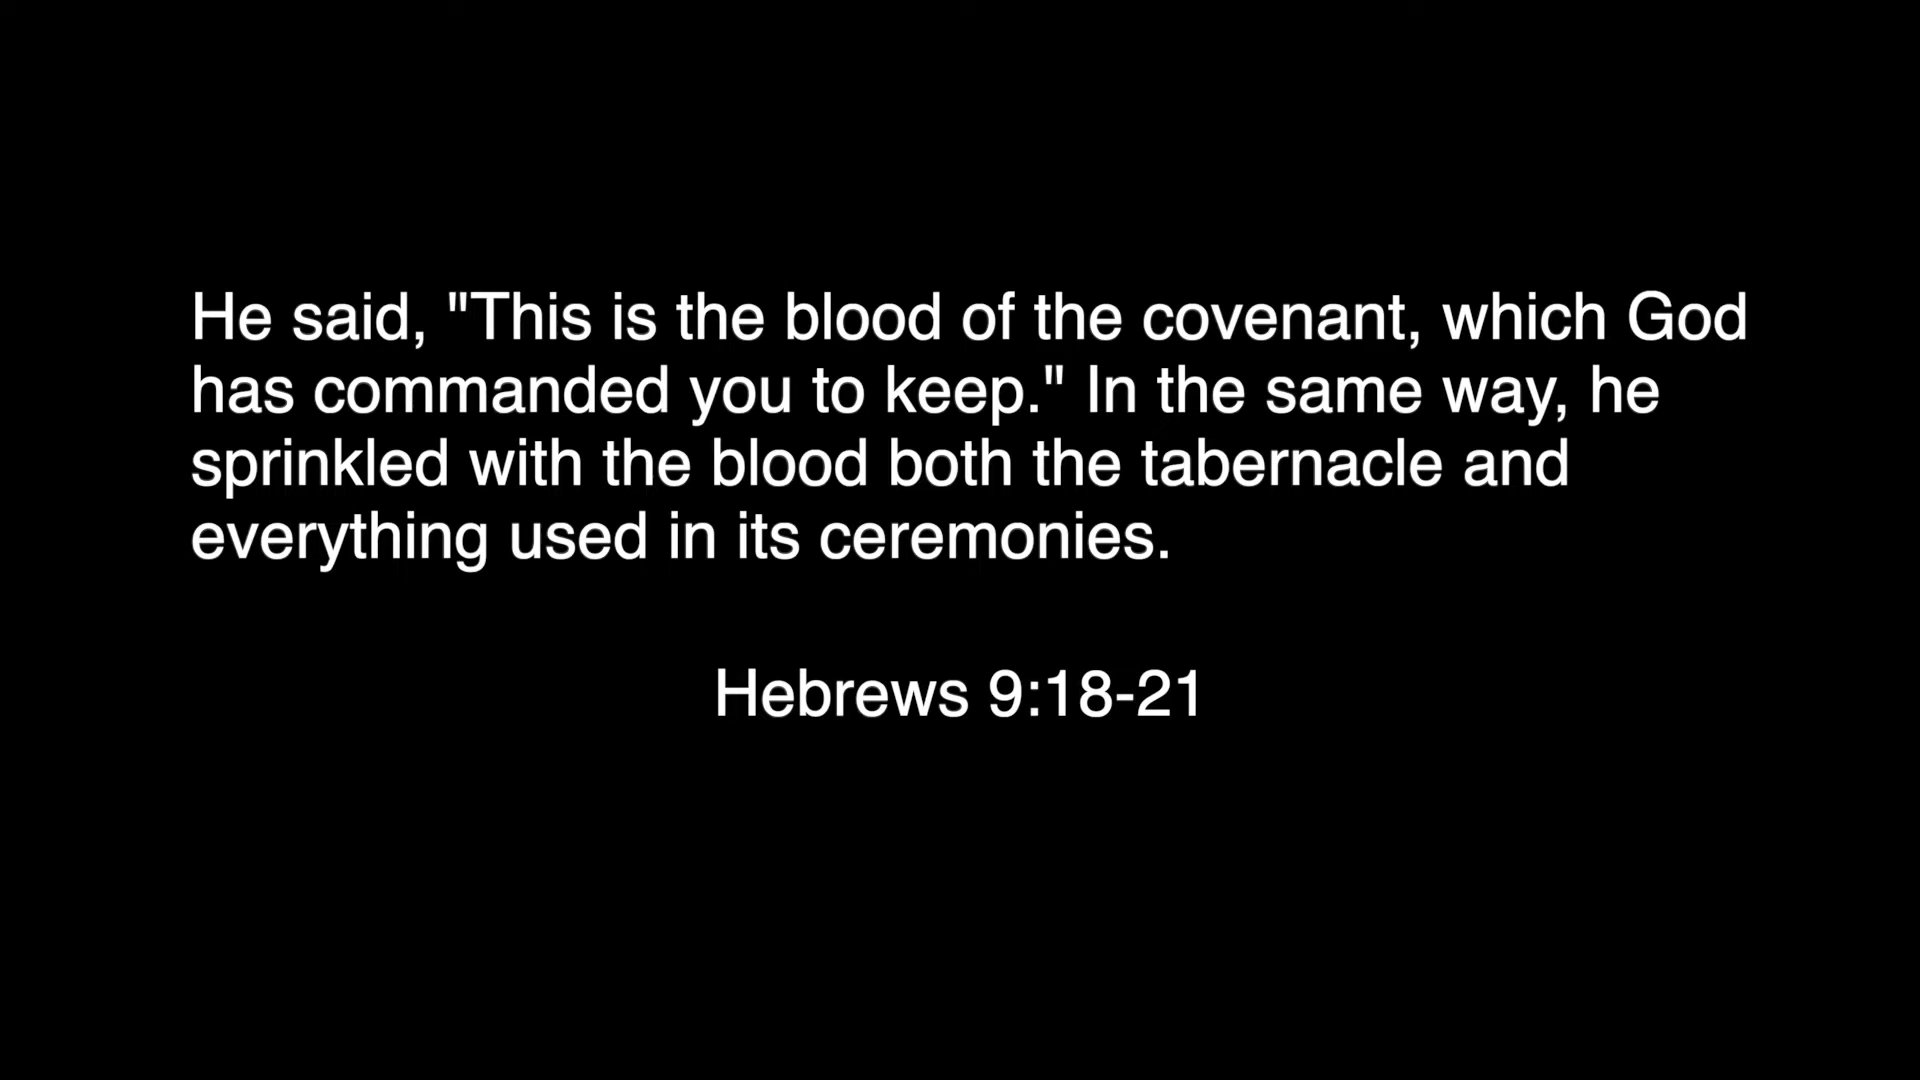 He said, "This is the blood of the covenant, which God
has commanded you to keep." In the same way, he
sprinkled with the blood both the tabernacle and
everything used in its ceremonies.
Hebrews 9:18-21